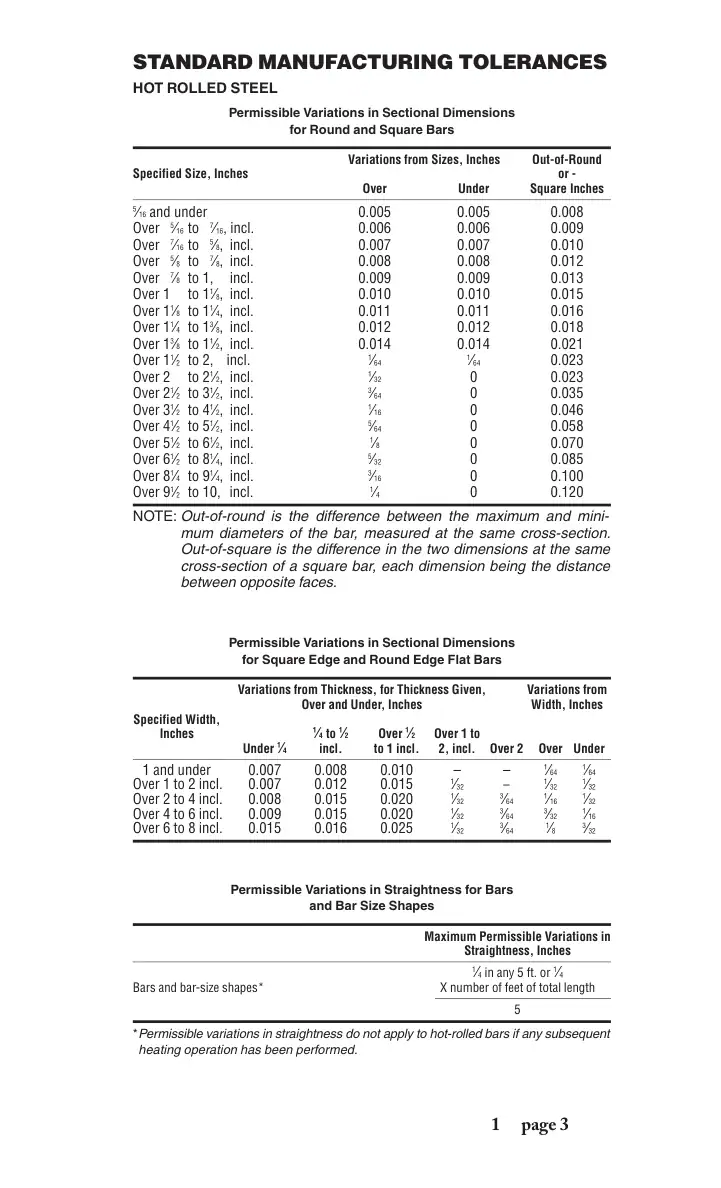 STANDARD MANUFACTURING TOLERANCES
HOT ROLLED STEEL
Permissible Variations in Sectional Dimensions
for Round and Square Bars
Variations from Sizes, Inches Out-of-Round
Specified Size, Inches or -
Over Under Square Inches
5⁄16 and under 0.005 0.005 0.008
Over 5⁄16 to 7⁄16, incl. 0.006 0.006 0.009
Over 7⁄16 to 5⁄8, incl. 0.007 0.007 0.010
Over 5⁄8 to 7⁄8, incl. 0.008 0.008 0.012
Over 7⁄8 to 1, incl. 0.009 0.009 0.013
Over 1 to 11⁄8, incl. 0.010 0.010 0.015
Over 11⁄8 to 11⁄4, incl. 0.011 0.011 0.016
Over 11⁄4 to 13⁄8, incl. 0.012 0.012 0.018
Over 13⁄8 to 11⁄2, incl. 0.014 0.014 0.021
Over 11⁄2 to 2, incl. 1⁄64 1⁄64 0.023
Over 2 to 21⁄2, incl. 1⁄32 0 0.023
Over 21⁄2 to 31⁄2, incl. 3⁄64 0 0.035
Over 31⁄2 to 41⁄2, incl. 1⁄16 0 0.046
Over 41⁄2 to 51⁄2, incl. 5⁄64 0 0.058
Over 51⁄2 to 61⁄2, incl. 1⁄8 0 0.070
Over 61⁄2 to 81⁄4, incl. 5⁄32 0 0.085
Over 81⁄4 to 91⁄4, incl. 3⁄16 0 0.100
Over 91⁄2 to 10, incl. 1⁄4 0 0.120
NOTE: Out-of-round is the difference between the maximum and mini-
mum diameters of the bar, measured at the same cross-section.
Out-of-square is the difference in the two dimensions at the same
cross-section of a square bar, each dimension being the distance
between opposite faces.
Permissible Variations in Sectional Dimensions
for Square Edge and Round Edge Flat Bars
Variations from Thickness, for Thickness Given, Variations from
Over and Under, Inches Width, Inches
Specified Width,
Inches 1⁄4 to 1⁄2 Over 1⁄2 Over 1 to
Under 1⁄4 incl. to 1 incl. 2, incl. Over 2 Over Under
1 and under 0.007 0.008 0.010 – – 1⁄64 1⁄64
Over 1 to 2 incl. 0.007 0.012 0.015 1⁄32 – 1⁄32 1⁄32
Over 2 to 4 incl. 0.008 0.015 0.020 1⁄32 3⁄64 1⁄16 1⁄32
Over 4 to 6 incl. 0.009 0.015 0.020 1⁄32 3⁄64 3⁄32 1⁄16
Over 6 to 8 incl. 0.015 0.016 0.025 1⁄32 3⁄64 1⁄8 3⁄32
Permissible Variations in Straightness for Bars
and Bar Size Shapes
Maximum Permissible Variations in
Straightness, Inches
1⁄4 in any 5 ft. or 1⁄4
Bars and bar-size shapes* X number of feet of total length
5
*Permissible variations in straightness do not apply to hot-rolled bars if any subsequent
heating operation has been performed.
1 page 3